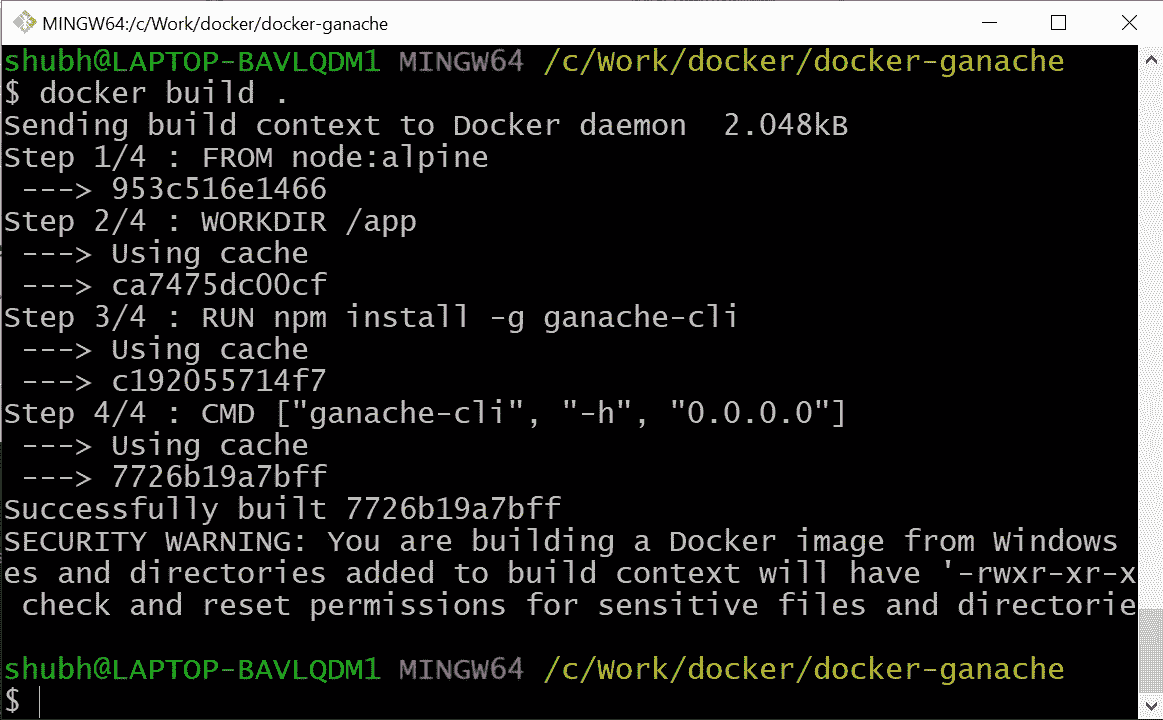 MINGW64:/c/Work/docker/docker-ganache
shubh@LAPTOP-BAVLQDM1 MINGW64 /c/Work/docker/docker-ganache
$ docker build .
Sending build context to Docker daemon  2.048kB
Step 1/4 : FROM node:alpine
 ---> 953c516e1466
Step 2/4 : WORKDIR /app
 ---> Using cache
 ---> ca7475dc00cf
Step 3/4 : RUN npm install -g ganache-cli
 ---> Using cache
 ---> c192055714f7
Step 4/4 : CMD ["ganache-cli", "-h", "0.0.0.0"]
 ---> Using cache
 ---> 7726b19a7bff
Successfully built 7726b19a7bff
SECURITY WARNING: You are building a Docker image from Windows
es and directories added to build context will have '-rwxr-xr-x
 check and reset permissions for sensitive files and directorie
shubh@LAPTOP-BAVLQDM1 MINGW64 /c/Work/docker/docker-ganache
$